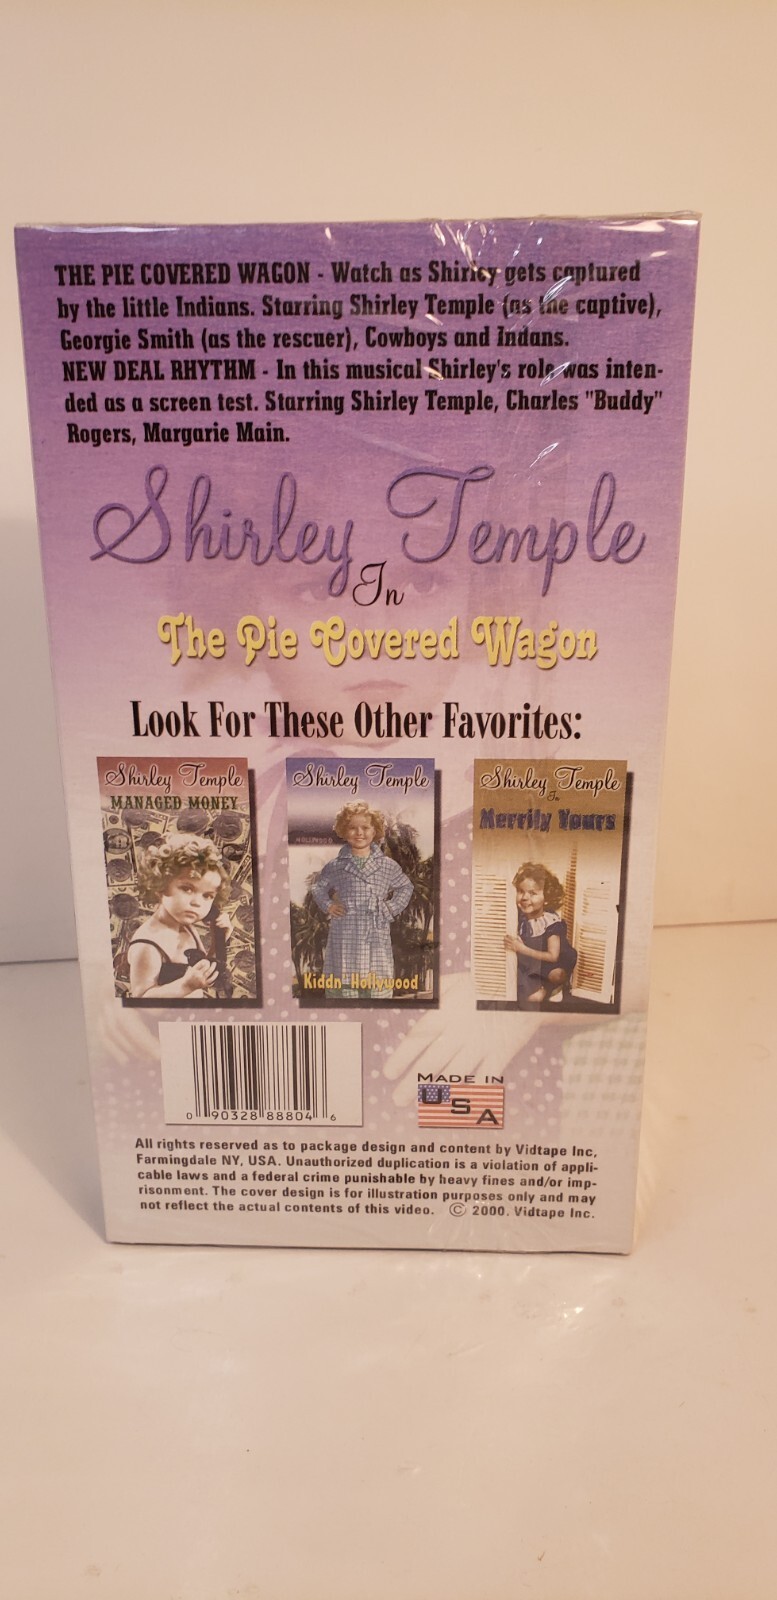 THE PIE COVERED WAGON - Watch as Shirley gets captured
by the little Indians. Starring Shirley Temple (as the captive),
Georgie Smith (as the rescuer), Cowboys and Indans.
NEW DEAL RHYTHM - In this musical Shirley's role was inten-
ded as a screen test. Starring Shirley Temple, Charles "Buddy"
Rogers, Margarie Main.
Shirley Temple
In
The Pie Covered Wagon
Look For These Other Favorites:
Shirley Temple
MANAGED MONEY
Shirley Temple
HOLLYWOOD
Kiddn' Hollywood
Shirley Temple
In
Merrily Yours
0 90328 88804 6
MADE IN
USA
All rights reserved as to package design and content by Vidtape Inc,
Farmingdale NY, USA. Unauthorized duplication is a violation of appli-
cable laws and a federal crime punishable by heavy fines and/or imp-
risonment. The cover design is for illustration purposes only and may
not reflect the actual contents of this video. © 2000. Vidtape Inc.